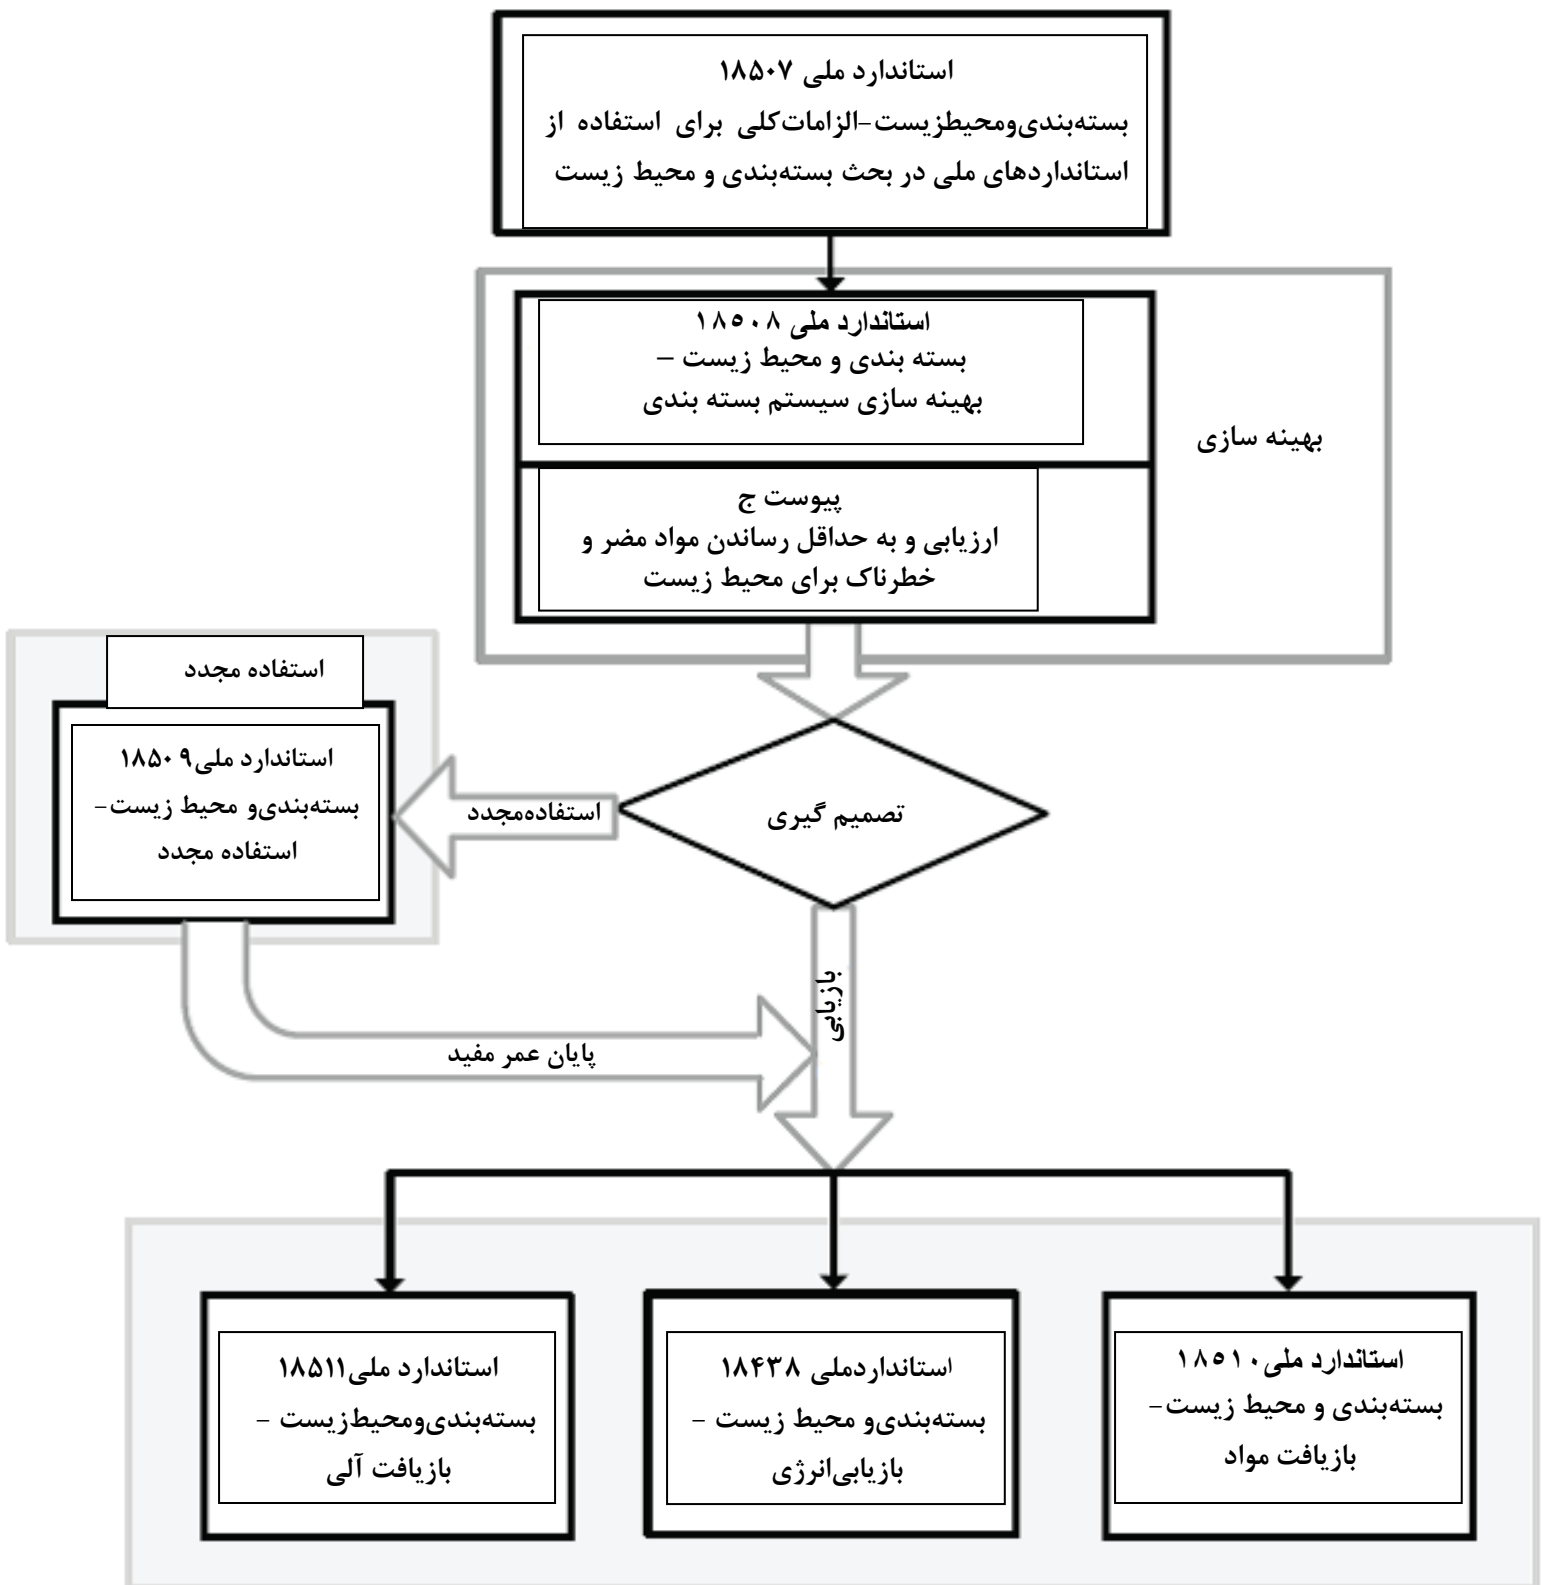 استاندارد ملی ۱۸۵۰۷
بسته‌بندی‌ومحیط‌زیست-الزامات‌کلی برای استفاده از
استانداردهای ملی در بحث بسته‌بندی و محیط زیست
استاندارد ملی ۱۸۵۰۸
بسته بندی و محیط زیست –
بهینه سازی سیستم بسته بندی
بهینه سازی
پیوست ج
ارزیابی و به حداقل رساندن مواد مضر و
خطرناک برای محیط زیست
استفاده مجدد
استاندارد ملی۱۸۵۰۹
بسته‌بندی‌و محیط زیست-
استفاده مجدد
استفاده‌مجدد
تصمیم گیری
بازیابی
پایان عمر مفید
استاندارد ملی۱۸۵۱۰
بسته‌بندی و محیط زیست-
بازیافت مواد
استانداردملی ۱۸۴۳۸
بسته‌بندی‌و محیط زیست –
بازیابی‌انرژی
استاندارد ملی۱۸۵۱۱
بسته‌بندی‌ومحیط‌زیست –
بازیافت آلی